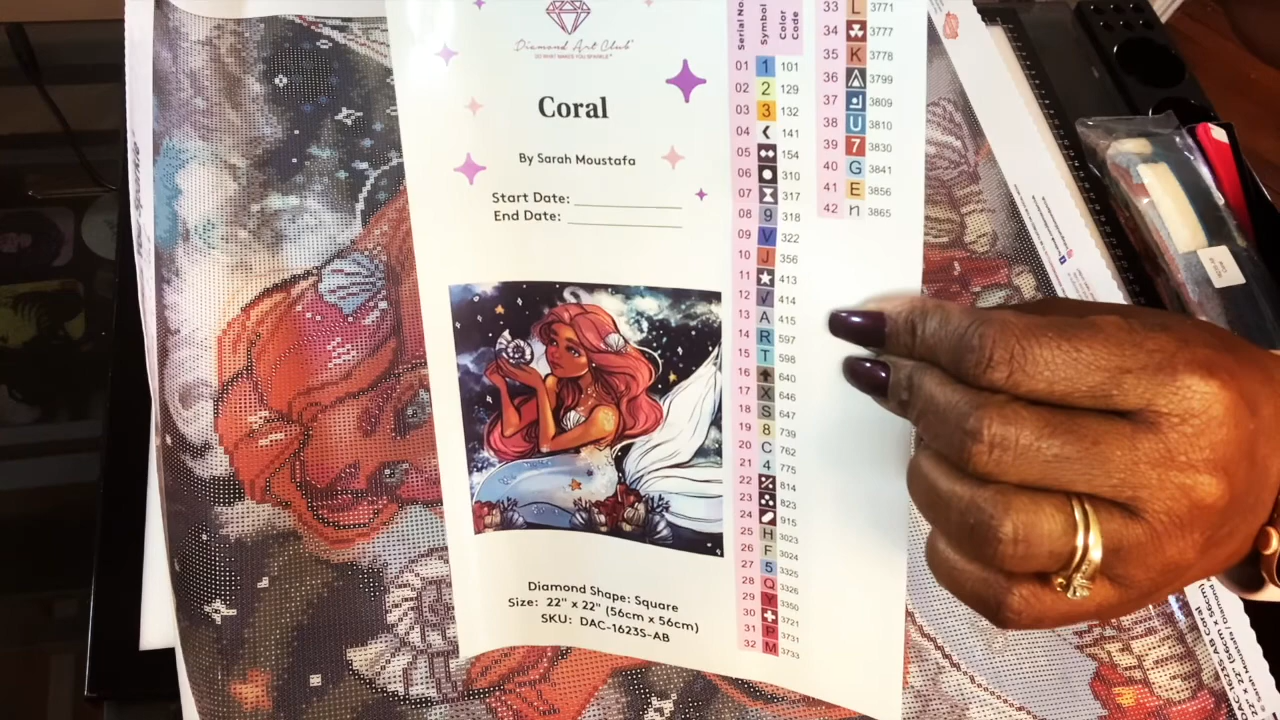 Diamond Art Club
DO WHAT MAKES YOU SPARKLE
Coral
By Sarah Moustafa
Start Date:
End Date:
Diamond Shape: Square
Size: 22" x 22" (56cm x 56cm)
SKU: DAC-1623S-AB
Serial No. Symbol Color Code
01 1 101
02 2 129
03 3 132
04 141
05 154
06 310
07 317
08 9 318
09 V 322
10 J 356
11 ★ 413
12 √ 414
13 A 415
14 R 597
15 T 598
16 640
17 X 646
18 S 647
19 8 739
20 C 762
21 4 775
22 814
23 823
24 915
25 H 3023
26 F 3024
27 5 3325
28 Q 3326
29 Y 3350
30 3721
31 P 3731
32 M 3733
33 L 3771
34 3777
35 K 3778
36 3799
37 3809
38 U 3810
39 7 3830
40 G 3841
41 E 3856
42 n 3865